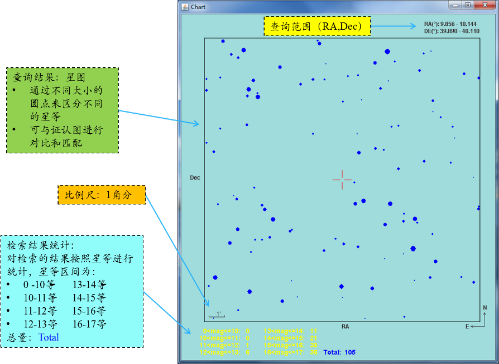 Chart
查询范围（RA,Dec）
RA(°): 9.856 - 10.144
查询结果：星图
• 通过不同大小的
圆点来区分不同
的星等
• 可与证认图进行
对比和匹配
Dec
比例尺：1角分
检索结果统计：
对检索的结果按照星等进行
统计，星等区间为：
• 0 -10等 13-14等
• 10-11等 14-15等
• 11-12等 15-16等
• 12-13等 16-17等
总量：Total
N
E
RA
Total: 106